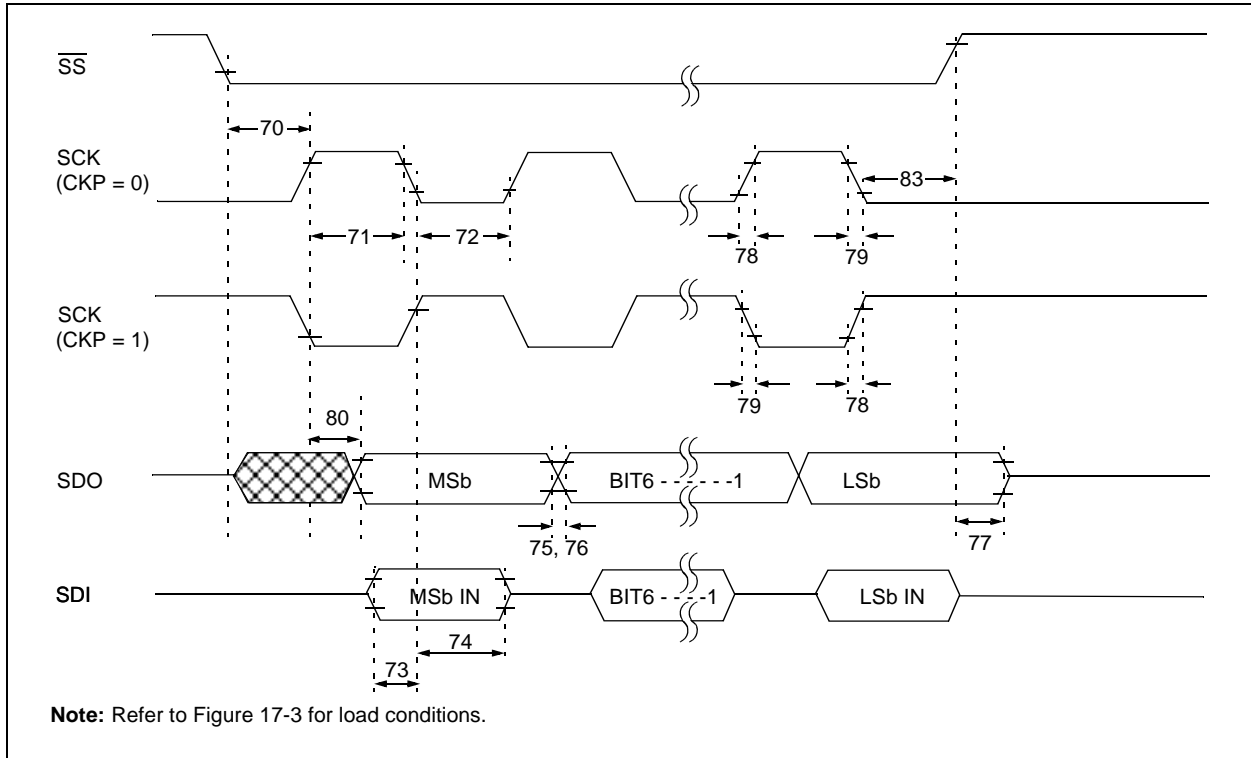 SS
70
SCK
(CKP = 0)
83
71
72
78
79
SCK
(CKP = 1)
79
78
80
SDO
MSb
BIT6 - - - - - -1
LSb
75, 76
77
SDI
MSb IN
BIT6 - - - - -1
LSb IN
74
73
Note: Refer to Figure 17-3 for load conditions.